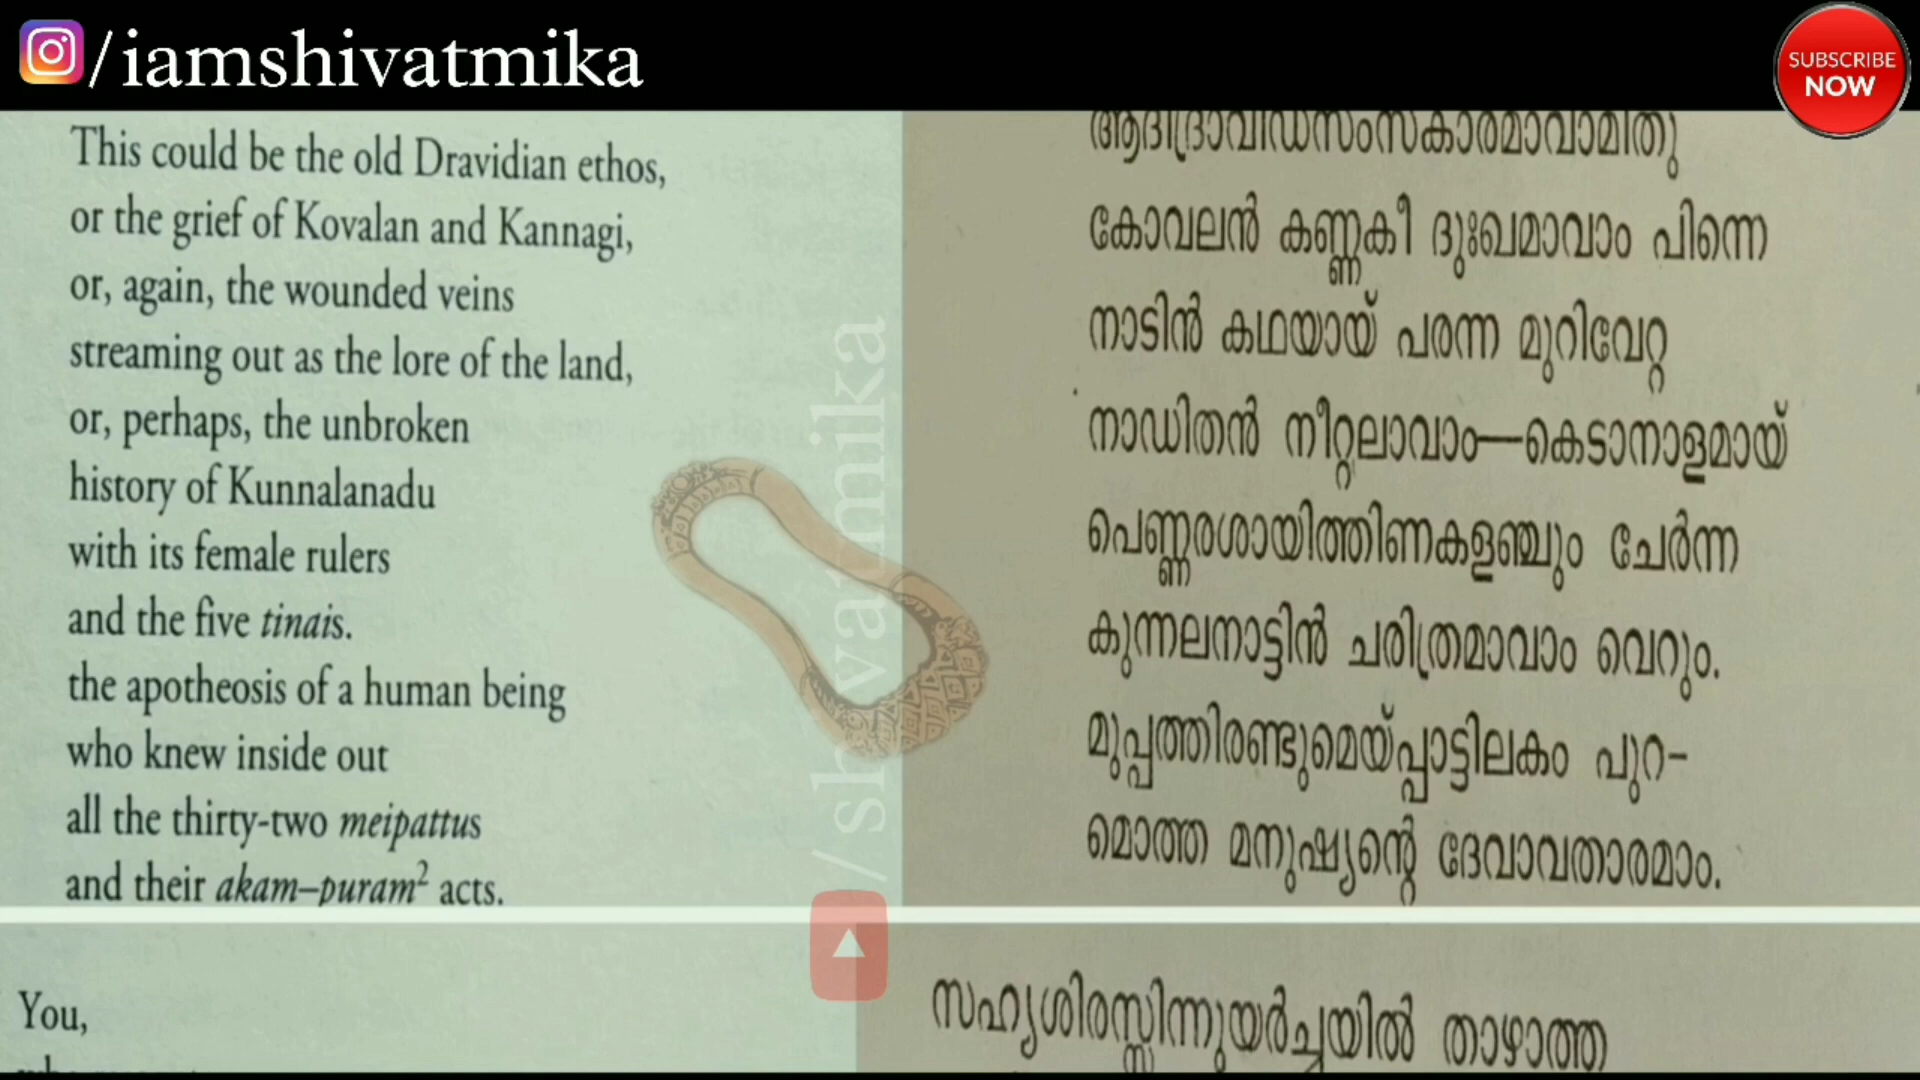 /iamshivatmika
SUBSCRIBE
NOW
This could be the old Dravidian ethos,
or the grief of Kovalan and Kannagi,
or, again, the wounded veins
streaming out as the lore of the land,
or, perhaps, the unbroken
history of Kunnalanadu
with its female rulers
and the five tinais.
the apotheosis of a human being
who knew inside out
all the thirty-two meipattus
and their akam–puram² acts.
You,
ആദിദ്രാവിഡസംസ്കാരമാവാമിതു
കോവലൻ കണ്ണകീ ദുഃഖമാവാം പിന്നെ
നാടിൻ കഥയായ് പരന്ന മുറിവേറ്റ
നാഡിതൻ നീറ്റലാവാം—കെടാനാളമായ്
പെണ്ണരശായിത്തിണകളഞ്ചും ചേർന്ന
കുന്നലനാട്ടിൻ ചരിത്രമാവാം വെറും.
മുപ്പത്തിരണ്ടുമെയ്പ്പാട്ടിലകം പുറ-
മൊത്ത മനുഷ്യന്റെ ദേവാവതാരമാം.
സഹ്യശിരസ്സിന്നുയർച്ചയിൽ താഴാത്ത
/shivatmika